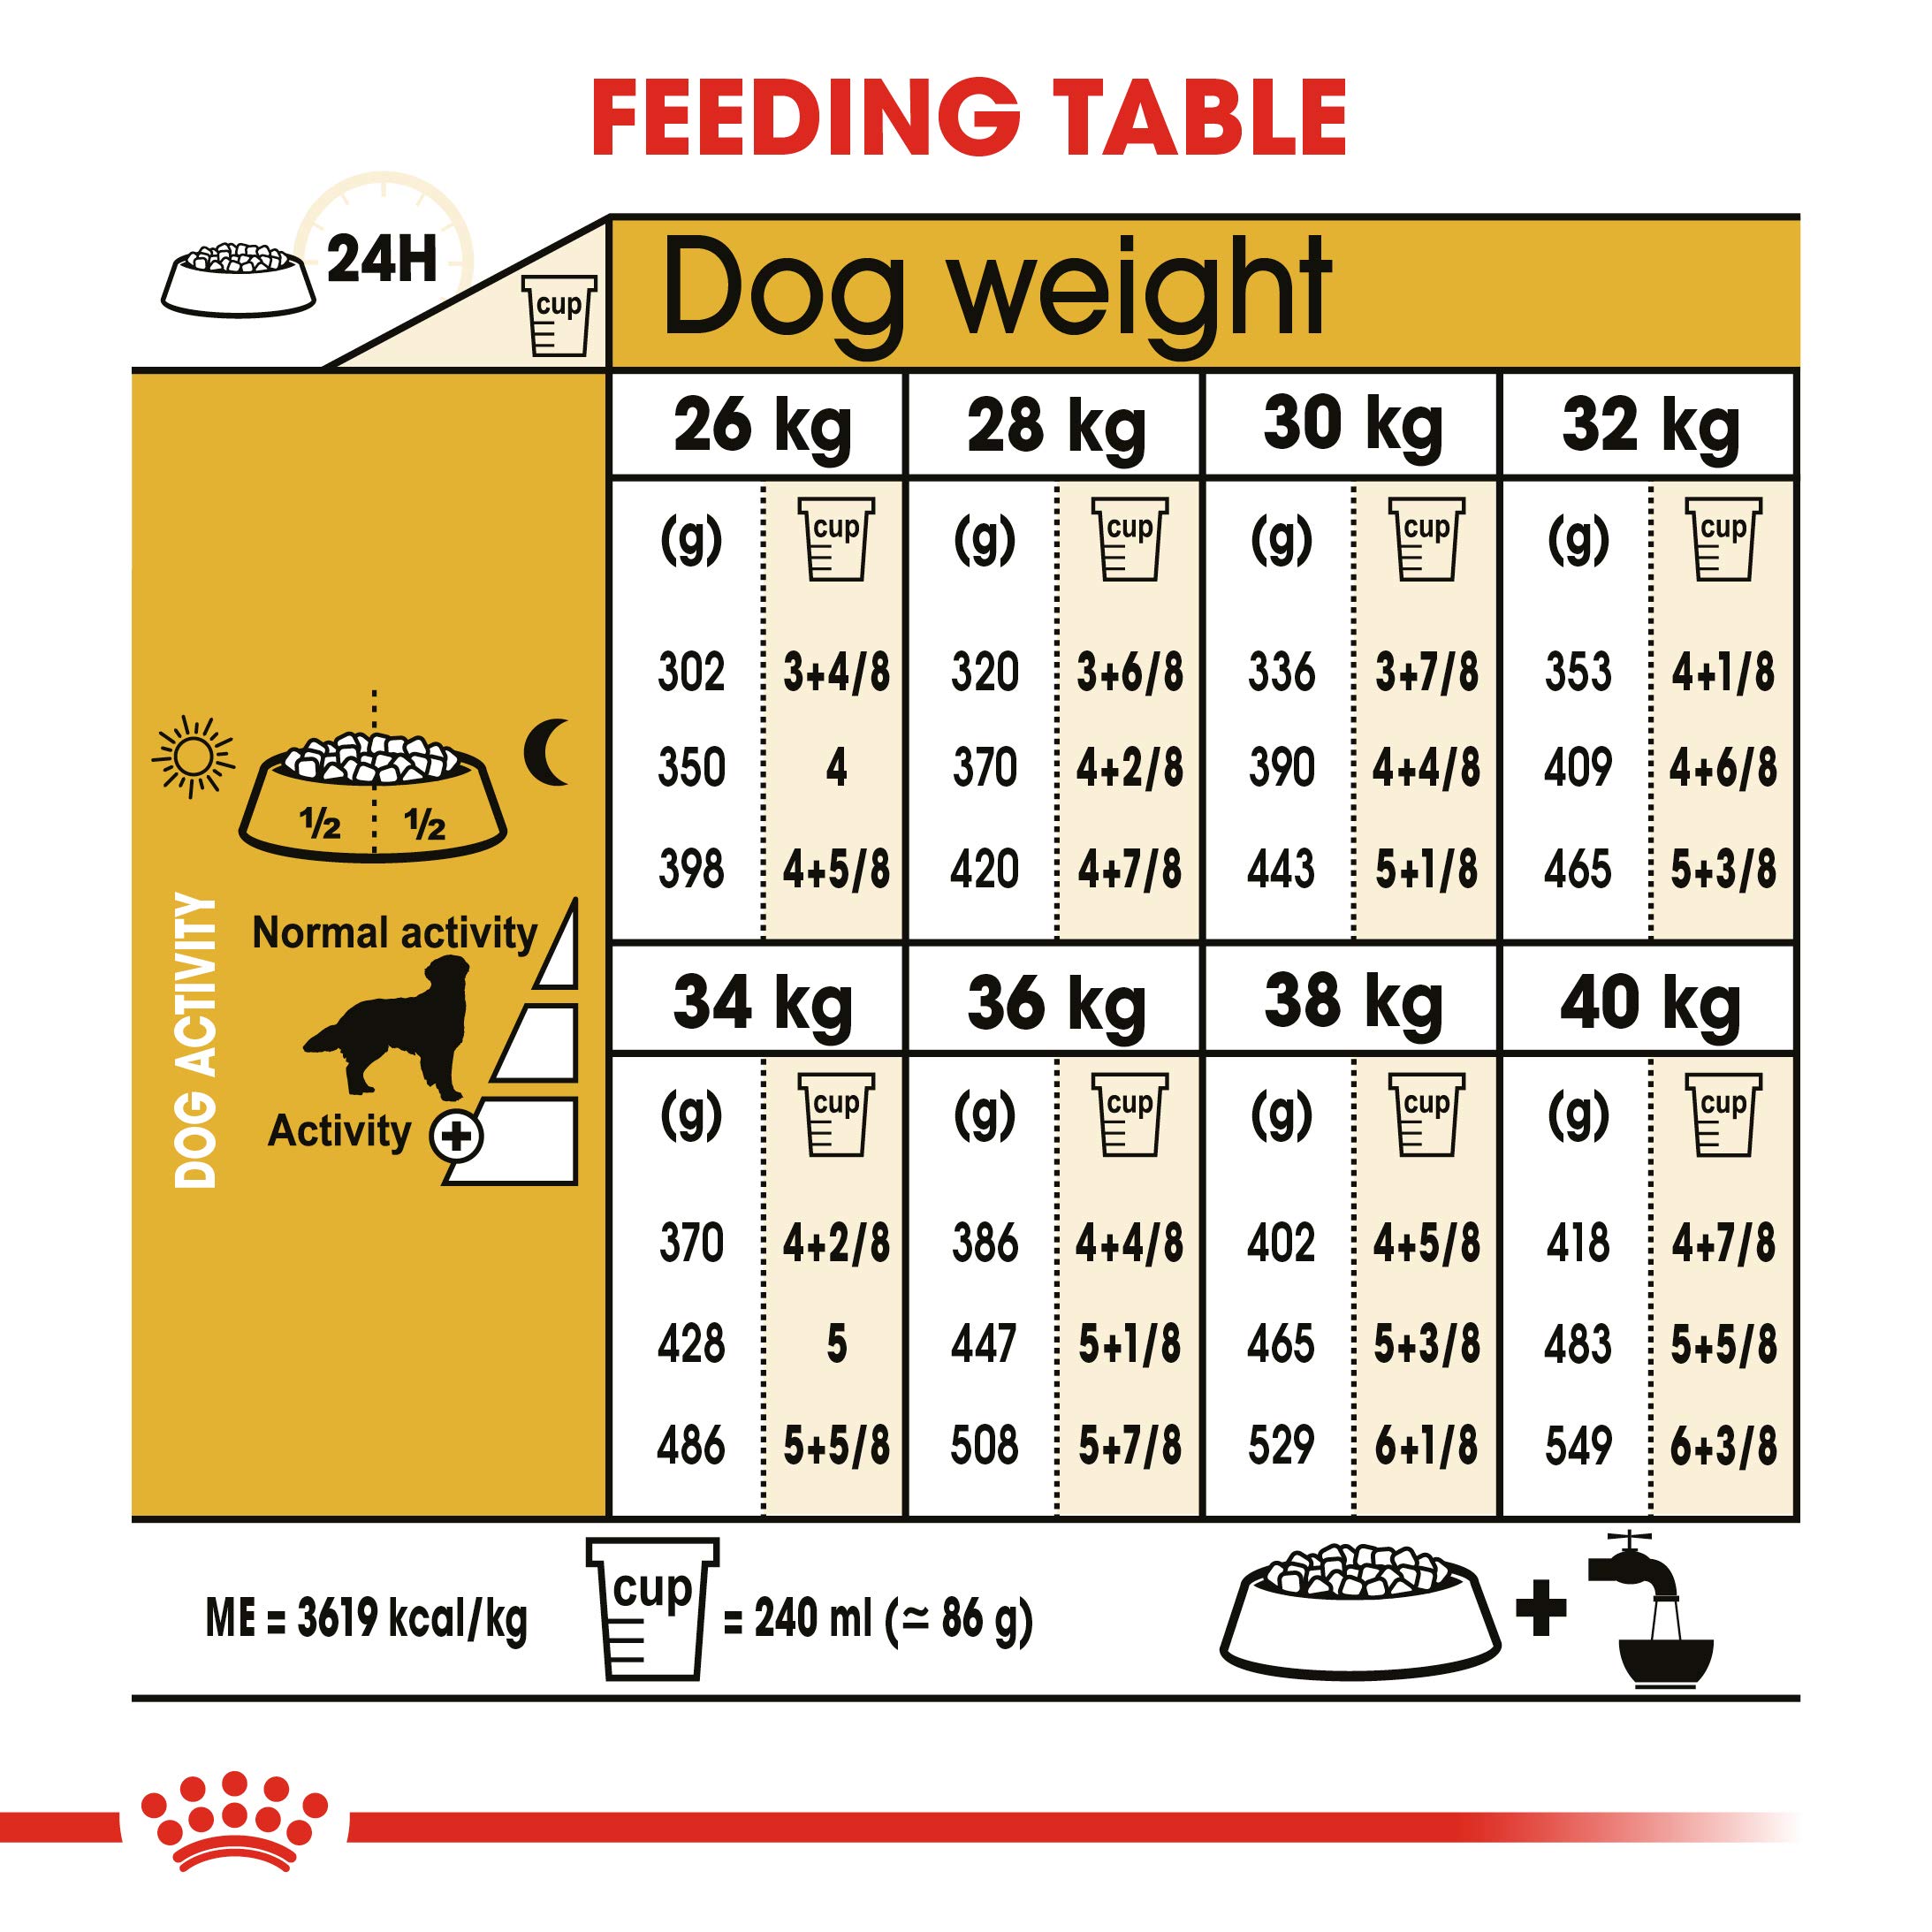 FEEDING TABLE
24H
cup
Dog weight
26 kg 28 kg 30 kg 32 kg
(g) cup (g) cup (g) cup (g) cup
302 3+4/8 320 3+6/8 336 3+7/8 353 4+1/8
350 4 370 4+2/8 390 4+4/8 409 4+6/8
398 4+5/8 420 4+7/8 443 5+1/8 465 5+3/8
½ ½
DOG ACTIVITY
Normal activity
Activity +
34 kg 36 kg 38 kg 40 kg
(g) cup (g) cup (g) cup (g) cup
370 4+2/8 386 4+4/8 402 4+5/8 418 4+7/8
428 5 447 5+1/8 465 5+3/8 483 5+5/8
486 5+5/8 508 5+7/8 529 6+1/8 549 6+3/8
ME = 3619 kcal/kg cup = 240 ml (≃ 86 g) +